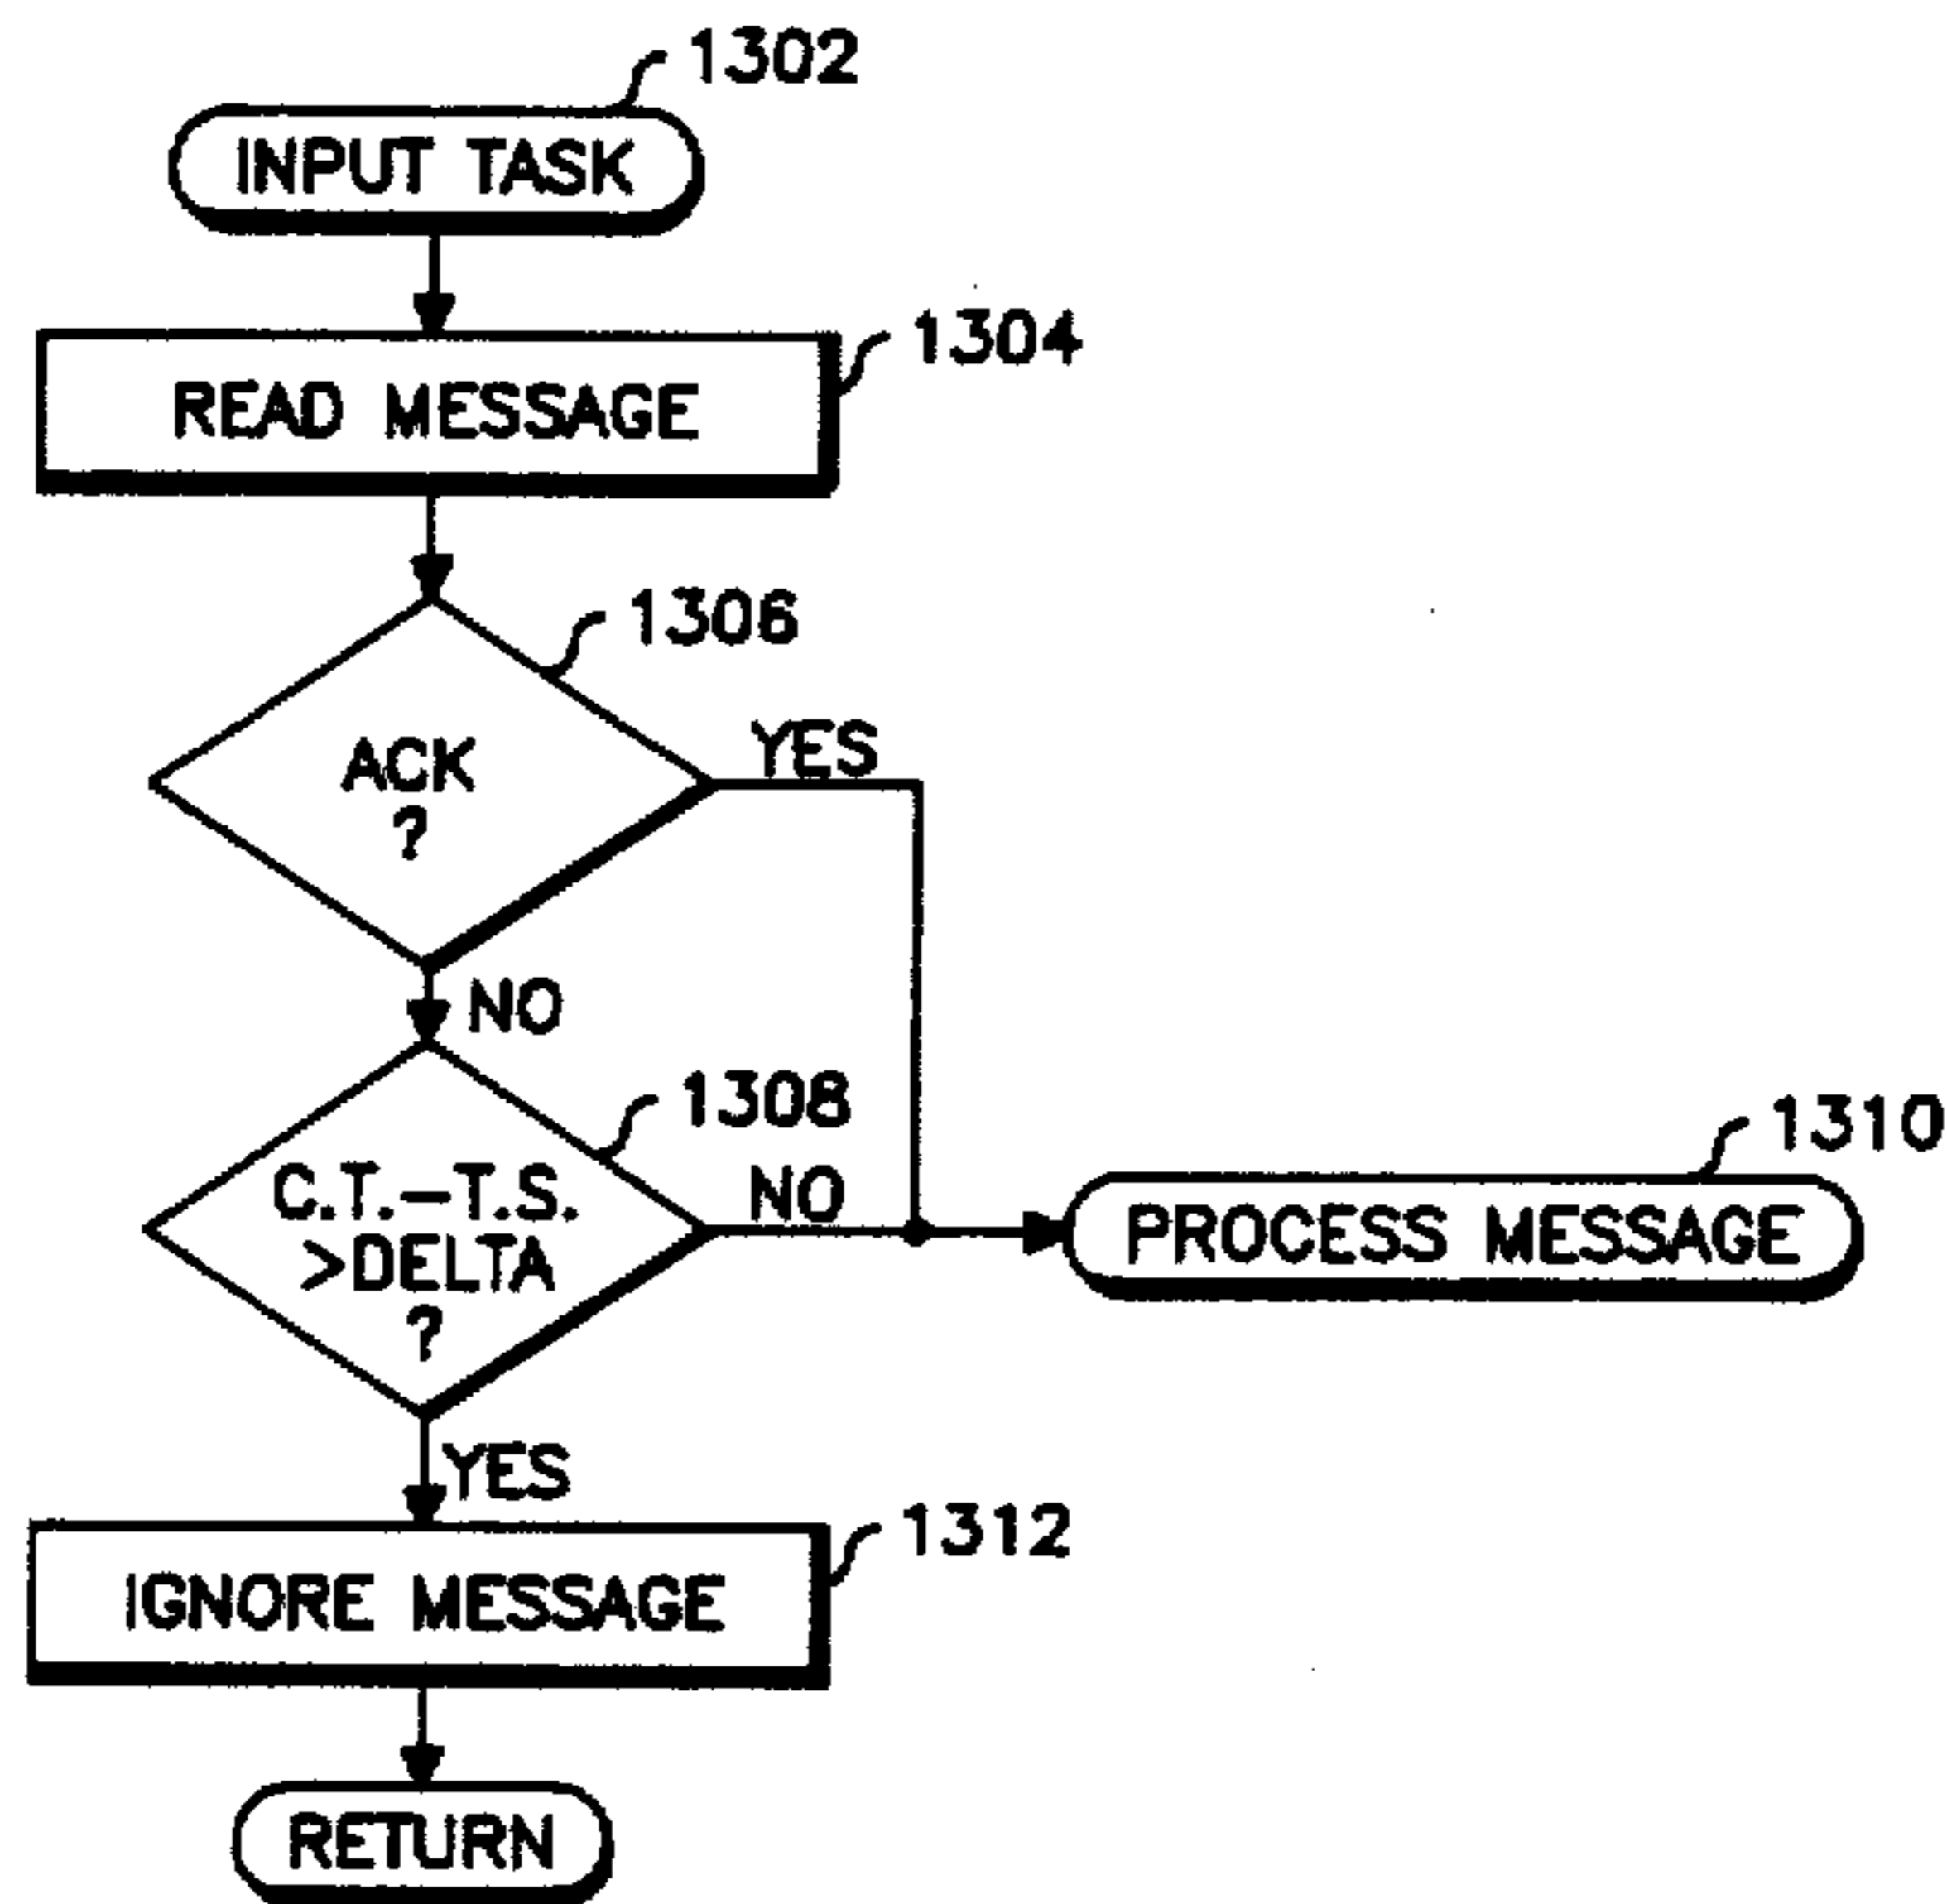 1302
INPUT TASK
1304
READ MESSAGE
1306
ACK
?
YES
NO
1308
C.T.-T.S.
>DELTA
?
NO
1310
PROCESS MESSAGE
YES
1312
IGNORE MESSAGE
RETURN